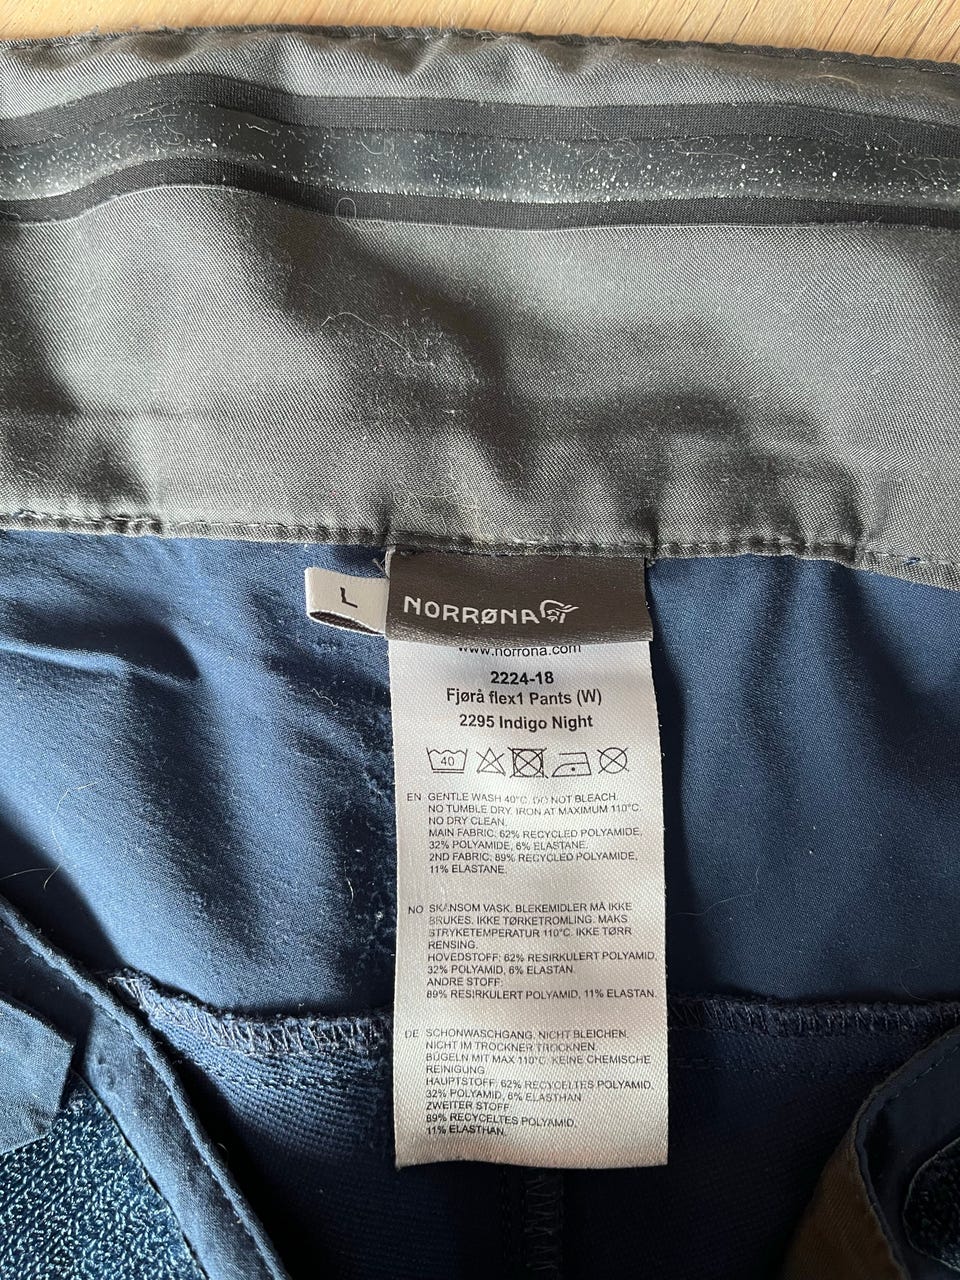 L
NORRØNA
www.norrona.com
2224-18
Fjørå flex1 Pants (W)
2295 Indigo Night
40
EN GENTLE WASH 40°C. DO NOT BLEACH.
NO TUMBLE DRY. IRON AT MAXIMUM 110°C.
NO DRY CLEAN.
MAIN FABRIC: 62% RECYCLED POLYAMIDE,
32% POLYAMIDE, 6% ELASTANE.
2ND FABRIC: 89% RECYCLED POLYAMIDE,
11% ELASTANE.
NO SKÅNSOM VASK. BLEKEMIDLER MÅ IKKE
BRUKES. IKKE TØRKETROMLING. MAKS
STRYKETEMPERATUR 110°C. IKKE TØRR
RENSING.
HOVEDSTOFF: 62% RESIRKULERT POLYAMID,
32% POLYAMID, 6% ELASTAN.
ANDRE STOFF:
89% RESIRKULERT POLYAMID, 11% ELASTAN.
DE SCHONWASCHGANG. NICHT BLEICHEN.
NICHT IM TROCKNER TROCKNEN.
BÜGELN MIT MAX 110°C. KEINE CHEMISCHE
REINIGUNG
HAUPTSTOFF: 62% RECYCELTES POLYAMID,
32% POLYAMID, 6% ELASTHAN
ZWEITER STOFF
89% RECYCELTES POLYAMID,
11% ELASTHAN.